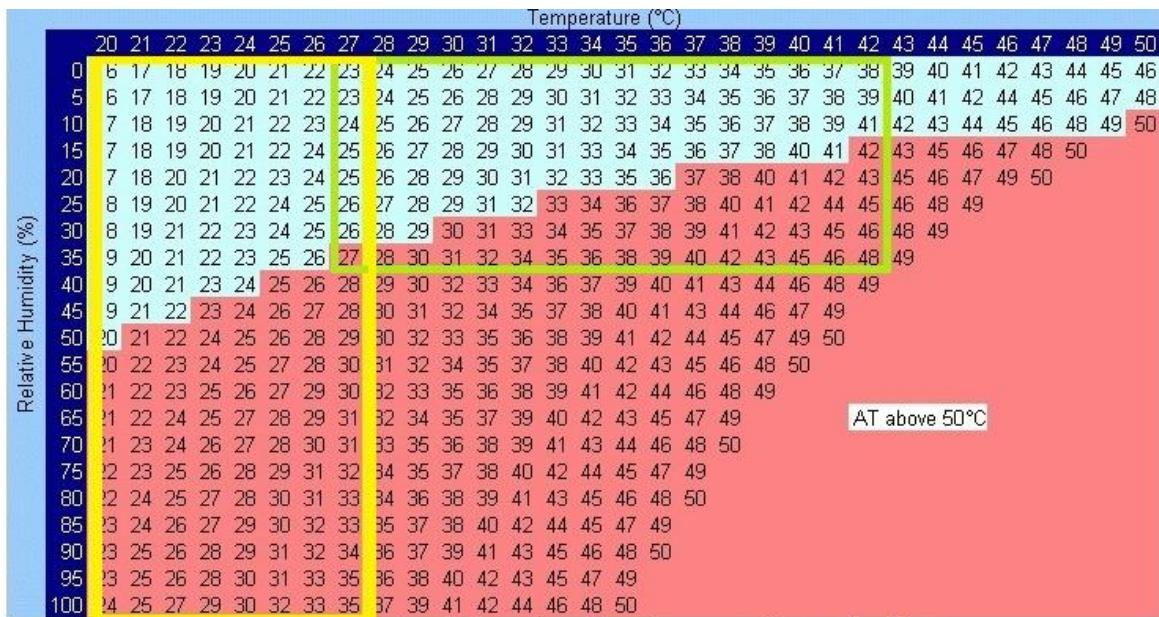 Temperature (°C)
20 21 22 23 24 25 26 27 28 29 30 31 32 33 34 35 36 37 38 39 40 41 42 43 44 45 46 47 48 49 50
0 6 17 18 19 20 21 22 23 24 25 26 27 28 29 30 31 32 33 34 35 36 37 38 39 40 41 42 43 44 45 46
5 6 17 18 19 20 21 22 23 24 25 26 28 29 30 31 32 33 34 35 36 37 38 39 40 41 42 44 45 46 47 48
10 7 18 19 20 21 22 23 24 25 26 27 28 29 31 32 33 34 35 36 37 38 39 41 42 43 44 45 46 48 49 50
15 7 18 19 20 21 22 24 25 26 27 28 29 30 31 33 34 35 36 37 38 40 41 42 43 45 46 47 48 50
20 7 18 20 21 22 23 24 25 26 28 29 30 31 32 33 35 36 37 38 40 41 42 43 45 46 47 49 50
25 8 19 20 21 22 24 25 26 27 28 29 31 32 33 34 36 37 38 40 41 42 44 45 46 48 49
30 8 19 21 22 23 24 25 26 28 29 30 31 33 34 35 37 38 39 41 42 43 45 46 48 49
35 9 20 21 22 23 25 26 27 28 30 31 32 34 35 36 38 39 40 42 43 45 46 48 49
40 9 20 21 23 24 25 26 28 29 30 32 33 34 36 37 39 40 41 43 44 46 48 49
45 9 21 22 23 24 26 27 28 30 31 32 34 35 37 38 40 41 43 44 46 47 49
50 20 21 22 24 25 26 28 29 30 32 33 35 36 38 39 41 42 44 45 47 49 50
55 20 22 23 24 25 27 28 30 31 32 34 35 37 38 40 42 43 45 46 48 50
60 21 22 23 25 26 27 29 30 32 33 35 36 38 39 41 42 44 46 48 49
65 21 22 24 25 27 28 29 31 32 34 35 37 39 40 42 43 45 47 49
70 21 23 24 26 27 28 30 31 33 35 36 38 39 41 43 44 46 48 50
75 22 23 25 26 28 29 31 32 34 35 37 38 40 42 44 45 47 49
80 22 24 25 27 28 30 31 33 34 36 38 39 41 43 45 46 48 50
85 23 24 26 27 29 30 32 33 35 37 38 40 42 44 45 47 49
90 23 25 26 28 29 31 32 34 36 37 39 41 43 45 46 48 50
95 23 25 26 28 30 31 33 35 36 38 40 42 43 45 47 49
100 24 25 27 29 30 32 33 35 37 39 41 42 44 46 48 50
Relative Humidity (%)
AT above 50°C